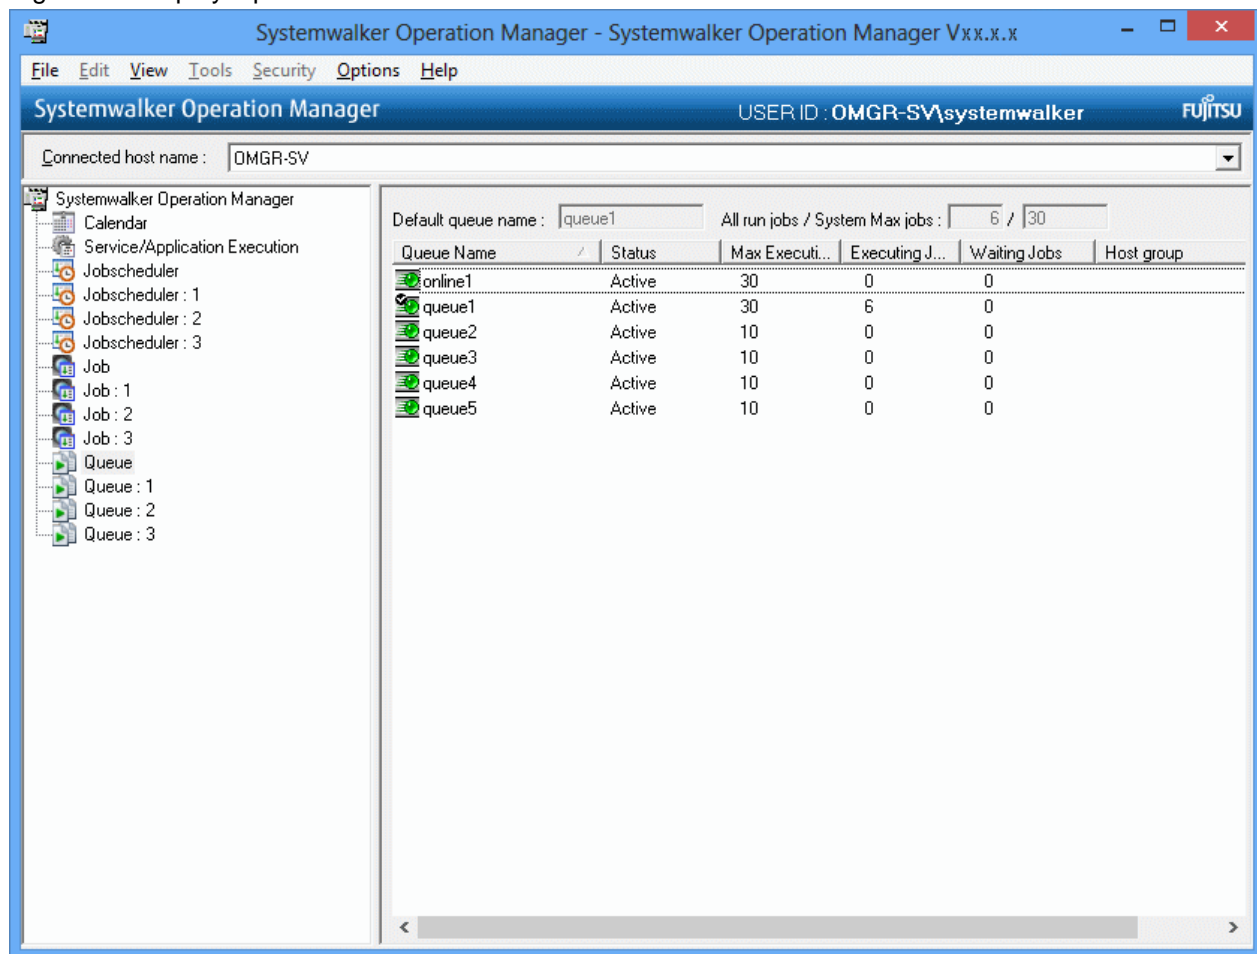 Systemwalker Operation Manager - Systemwalker Operation Manager Vxx.x.x
File Edit View Tools Security Options Help
Systemwalker Operation Manager USER ID : OMGR-SV\systemwalker FUJITSU
Connected host name : OMGR-SV
Systemwalker Operation Manager
Calendar
Service/Application Execution
Jobscheduler
Jobscheduler : 1
Jobscheduler : 2
Jobscheduler : 3
Job
Job : 1
Job : 2
Job : 3
Queue
Queue : 1
Queue : 2
Queue : 3
Default queue name : queue1 All run jobs / System Max jobs : 6 / 30
Queue Name Status Max Executi... Executing J... Waiting Jobs Host group
online1 Active 30 0 0
queue1 Active 30 6 0
queue2 Active 10 0 0
queue3 Active 10 0 0
queue4 Active 10 0 0
queue5 Active 10 0 0